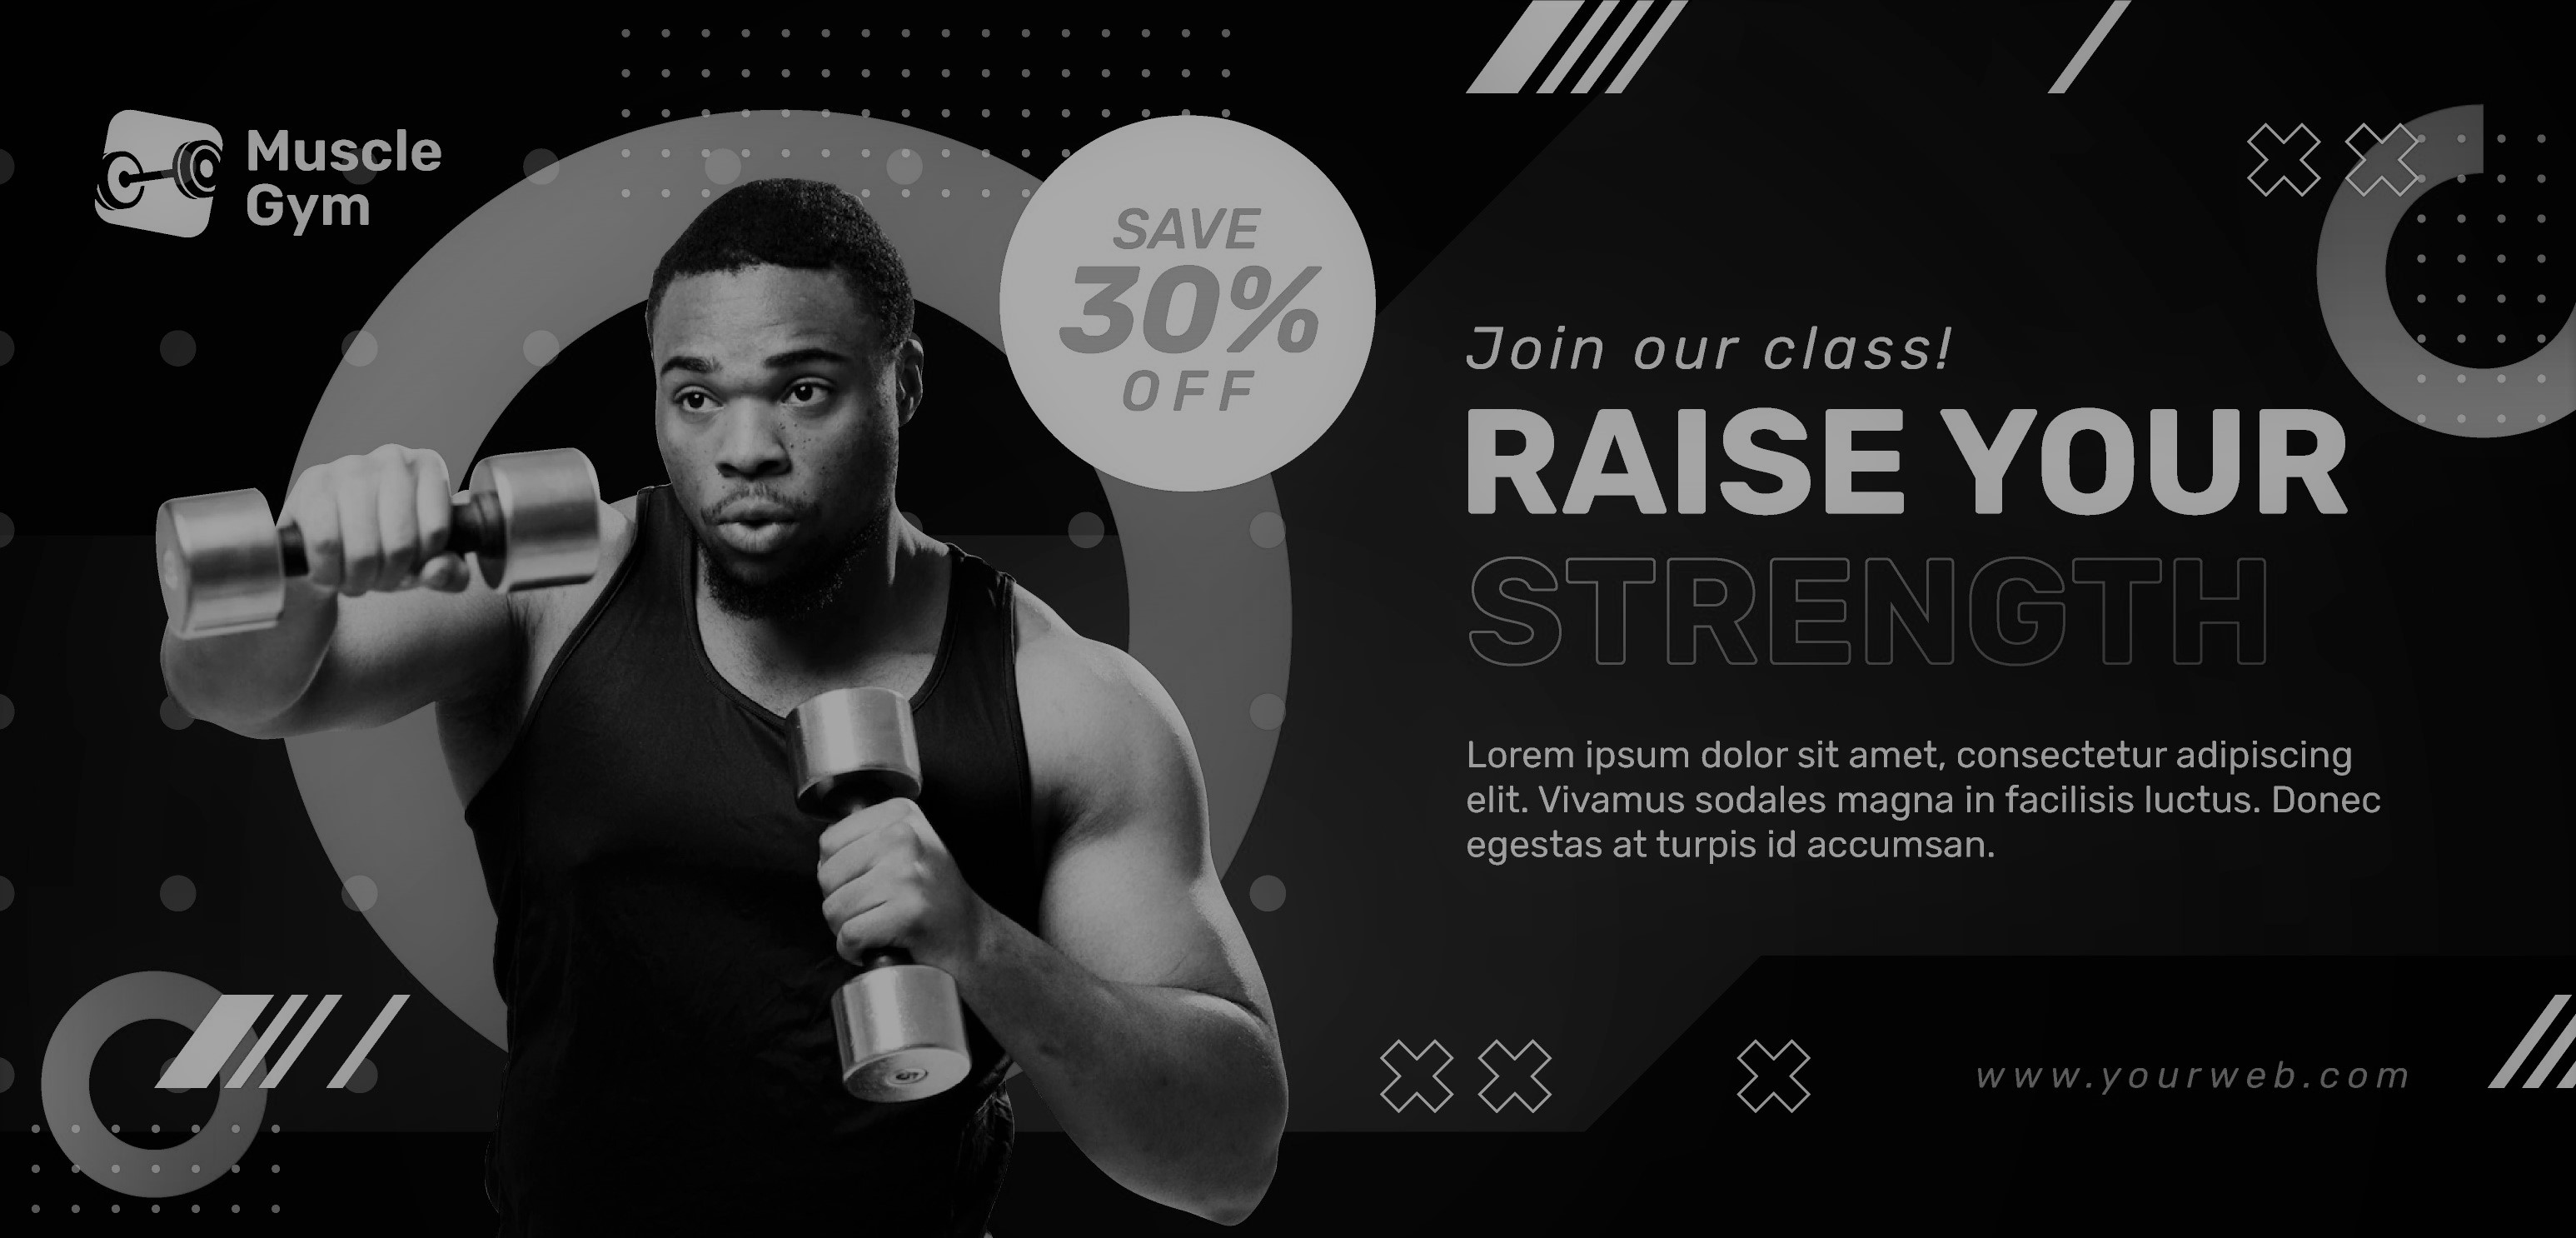 Muscle
Gym
SAVE
30%
OFF
Join our class!
RAISE YOUR
STRENGTH
Lorem ipsum dolor sit amet, consectetur adipiscing
elit. Vivamus sodales magna in facilisis luctus. Donec
egestas at turpis id accumsan.
www.yourweb.com